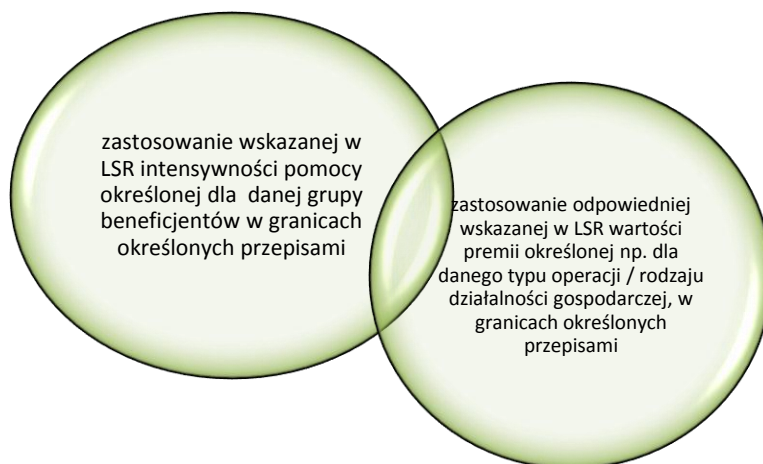 zastosowanie wskazanej w
LSR intensywności pomocy
określonej dla danej grupy
beneficjentów w granicach
określonych przepisami
zastosowanie odpowiedniej
wskazanej w LSR wartości
premii określonej np. dla
danego typu operacji / rodzaju
działalności gospodarczej, w
granicach określonych
przepisami